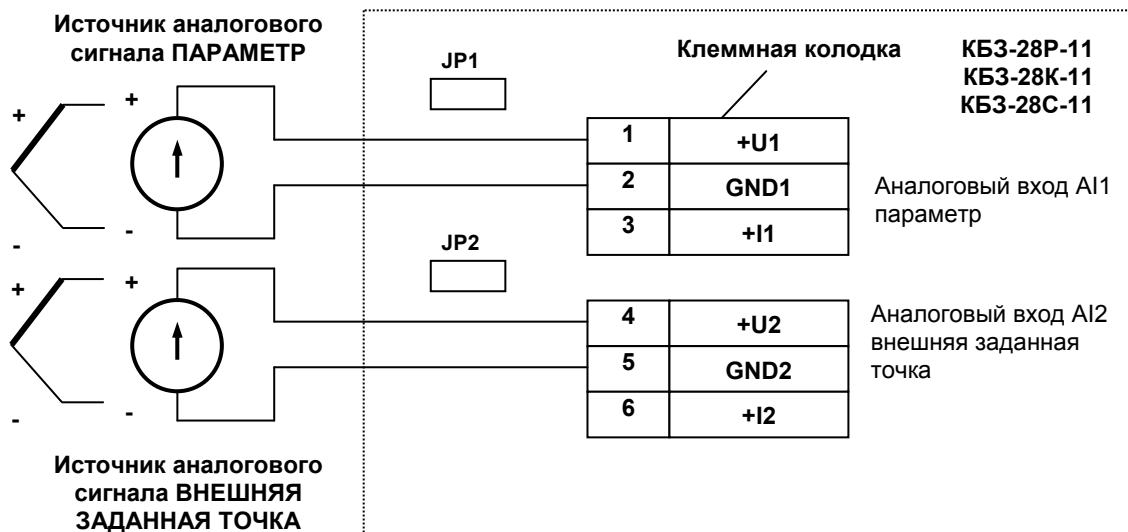 Источник аналогового
сигнала ПАРАМЕТР
JP1
Клеммная колодка
КБЗ-28Р-11
КБЗ-28К-11
КБЗ-28С-11
+
+
-
-
1
+U1
2
GND1
3
+I1
Аналоговый вход AI1
параметр
JP2
+
+
-
-
4
+U2
5
GND2
6
+I2
Аналоговый вход AI2
внешняя заданная
точка
Источник аналогового
сигнала ВНЕШНЯЯ
ЗАДАННАЯ ТОЧКА